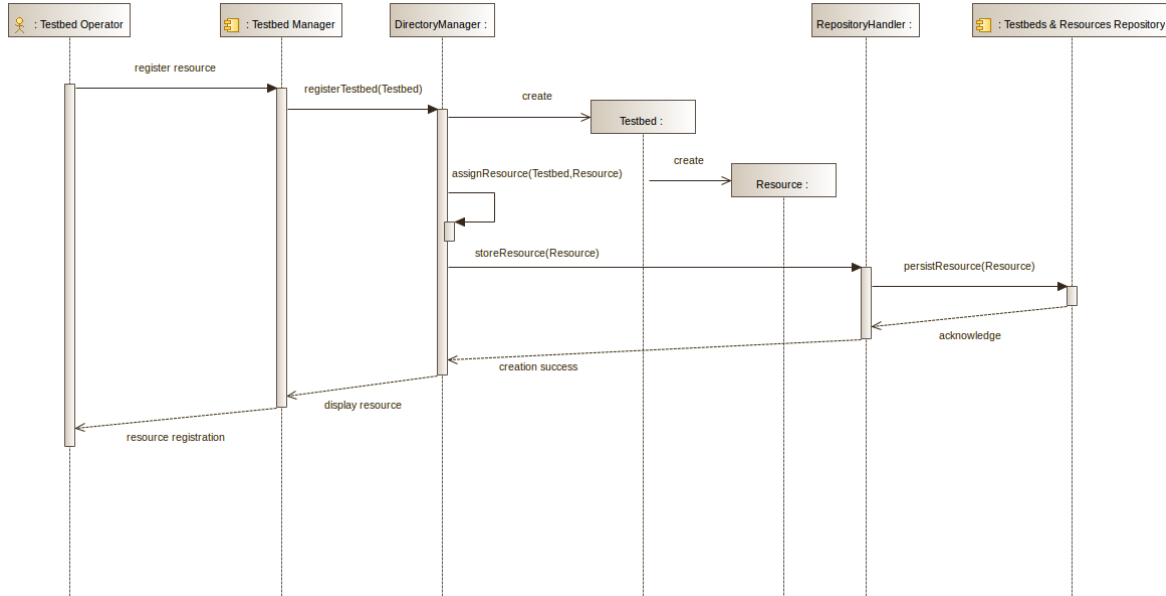 : Testbed Operator
: Testbed Manager
DirectoryManager :
RepositoryHandler :
: Testbeds & Resources Repository
register resource
registerTestbed(Testbed)
create
Testbed :
create
assignResource(Testbed,Resource)
Resource :
storeResource(Resource)
persistResource(Resource)
acknowledge
creation success
display resource
resource registration